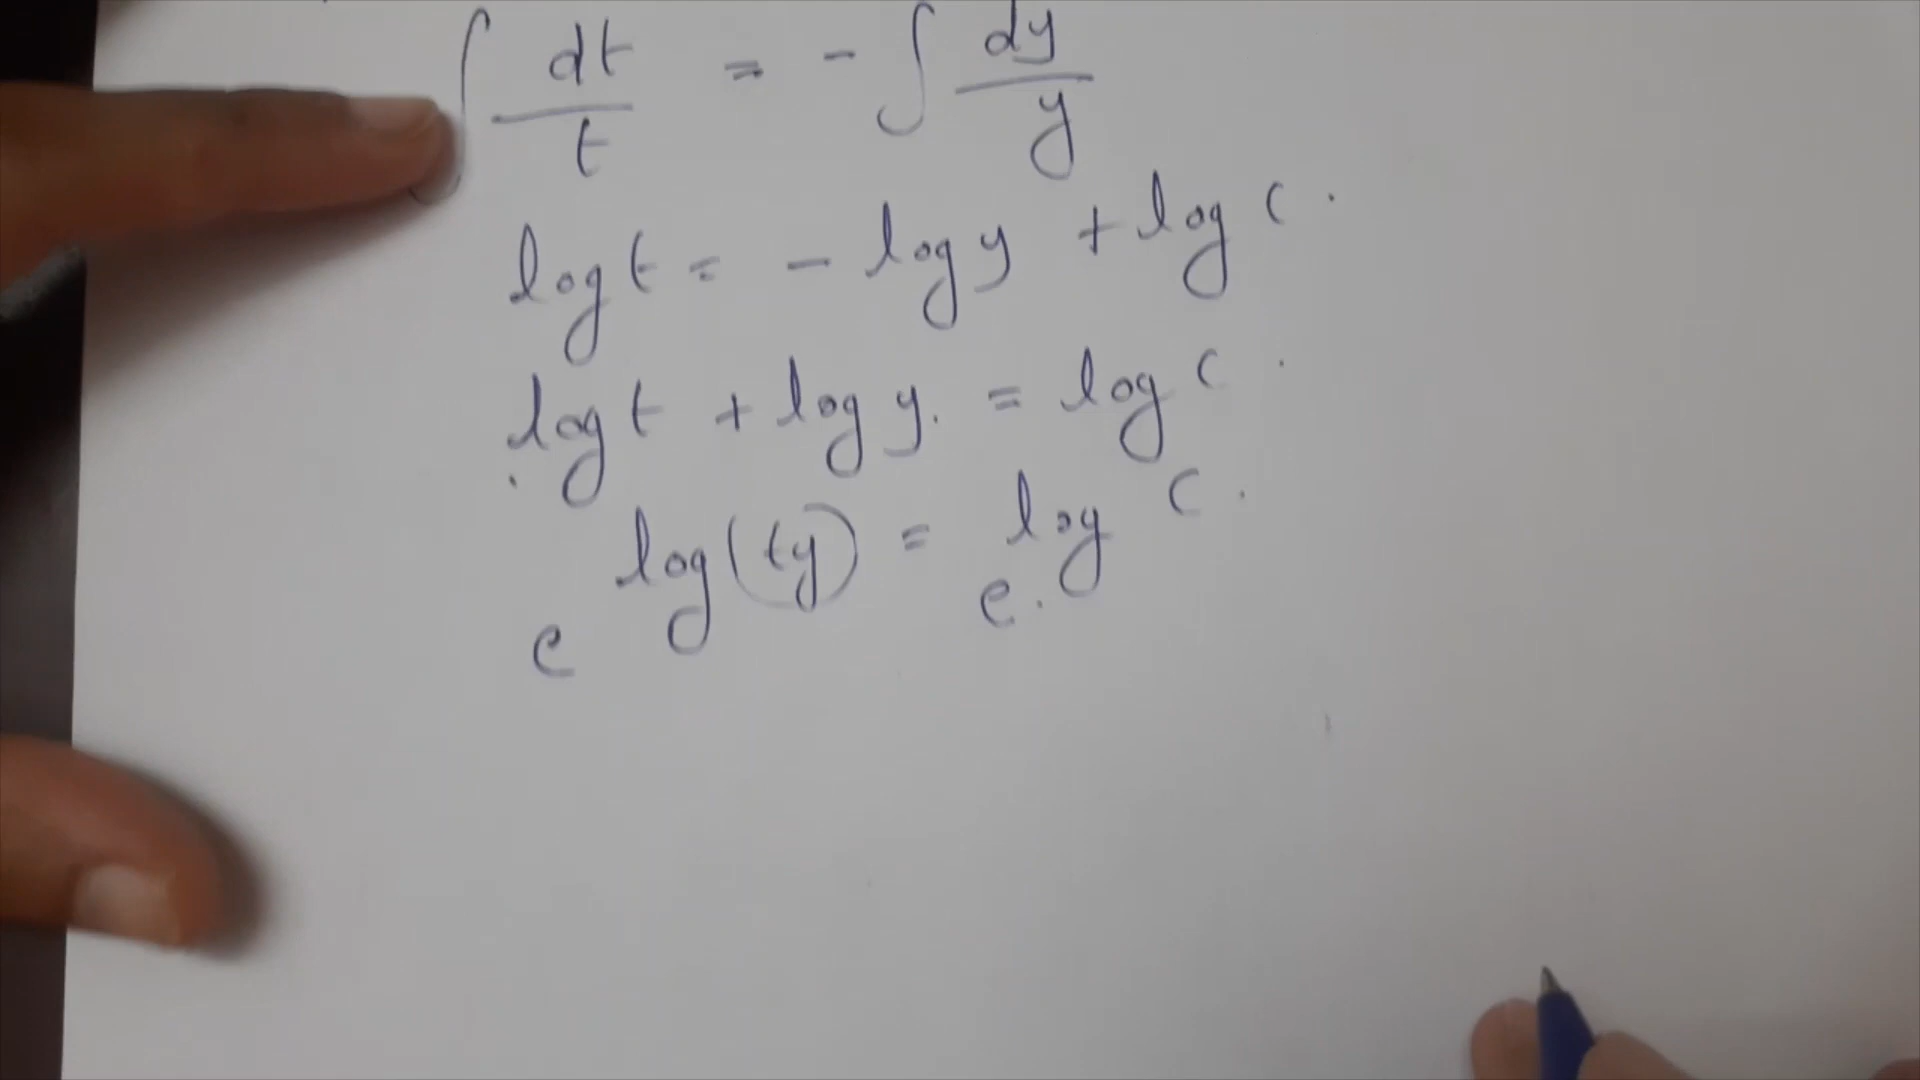 ∫ dt/t = - ∫ dy/y
log t = - log y + log c.
log t + log y. = log c.
e^log(ty) = e^log c.